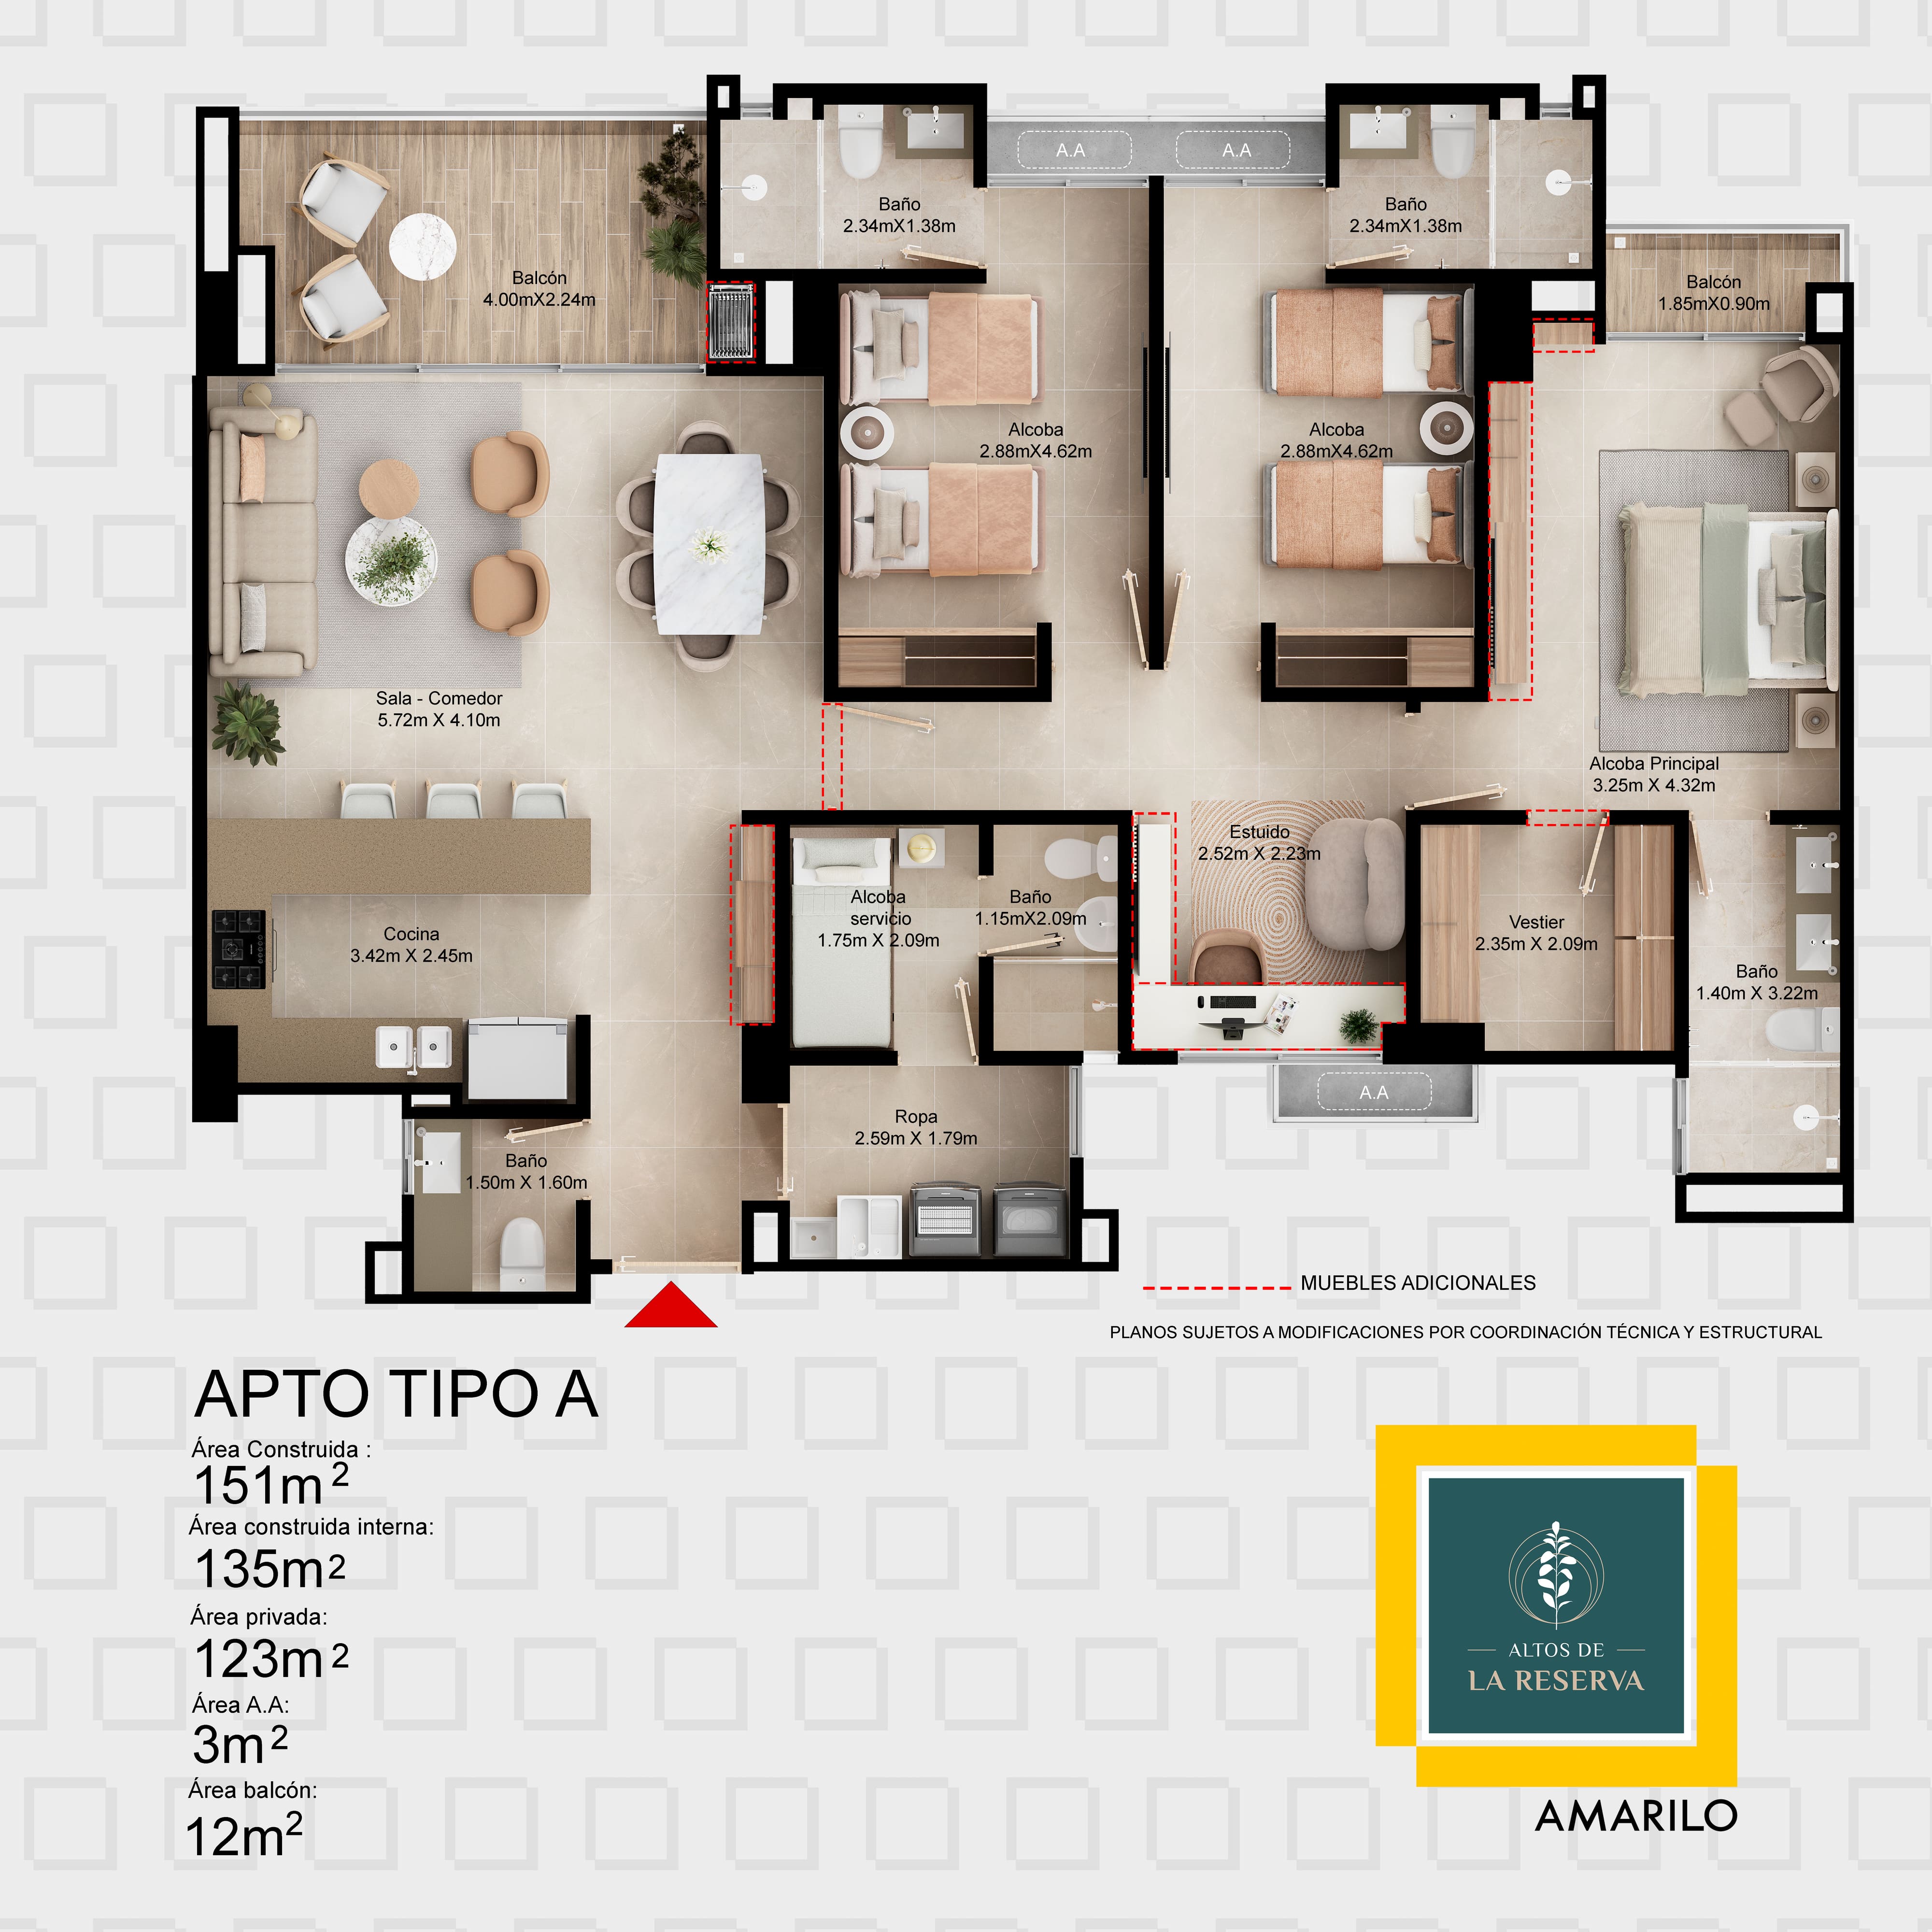 A.A
A.A
Baño
2.34mX1.38m
Baño
2.34mX1.38m
Balcón
4.00mX2.24m
Balcón
1.85mX0.90m
Alcoba
2.88mX4.62m
Alcoba
2.88mX4.62m
Sala - Comedor
5.72m X 4.10m
Alcoba Principal
3.25m X 4.32m
Estuido
2.52m X 2.23m
Alcoba
servicio
1.75m X 2.09m
Baño
1.15mX2.09m
Vestier
2.35m X 2.09m
Cocina
3.42m X 2.45m
Baño
1.40m X 3.22m
A.A
Ropa
2.59m X 1.79m
Baño
1.50m X 1.60m
MUEBLES ADICIONALES
PLANOS SUJETOS A MODIFICACIONES POR COORDINACIÓN TÉCNICA Y ESTRUCTURAL
APTO TIPO A
Área Construida :
151m²
Área construida interna:
135m²
Área privada:
123m²
Área A.A:
3m²
Área balcón:
12m²
ALTOS DE
LA RESERVA
AMARILO